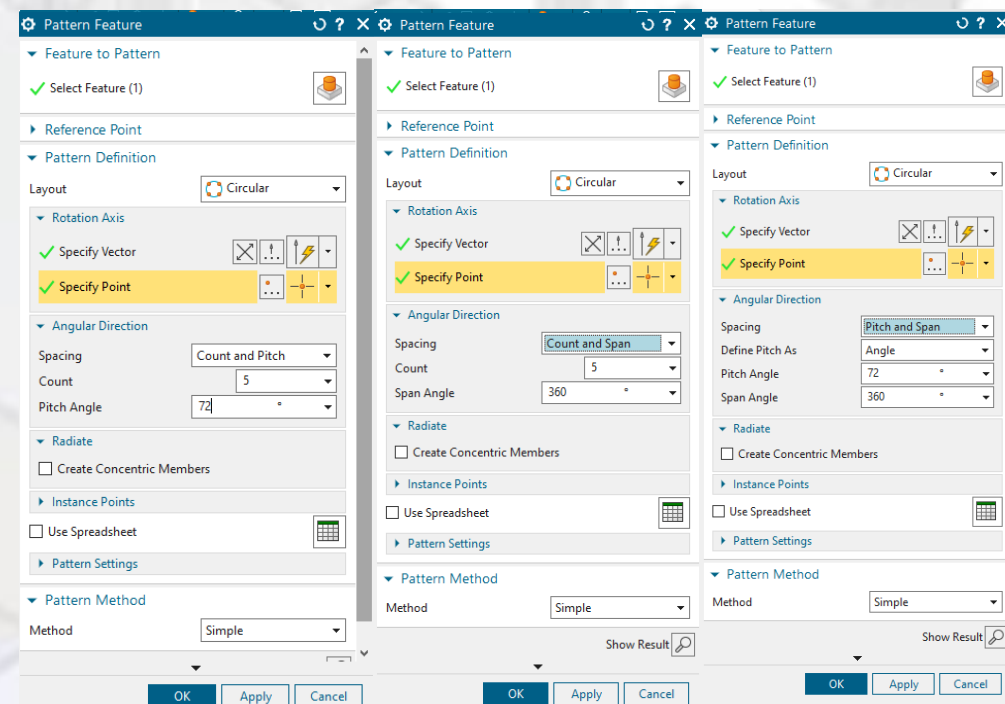 Pattern Feature
Feature to Pattern
Select Feature (1)
Reference Point
Pattern Definition
Layout Circular
Rotation Axis
Specify Vector
Specify Point
Angular Direction
Spacing Count and Pitch
Count 5
Pitch Angle 72 °
Radiate
Create Concentric Members
Instance Points
Use Spreadsheet
Pattern Settings
Pattern Method
Method Simple
OK Apply Cancel
Pattern Feature
Feature to Pattern
Select Feature (1)
Reference Point
Pattern Definition
Layout Circular
Rotation Axis
Specify Vector
Specify Point
Angular Direction
Spacing Count and Span
Count 5
Span Angle 360 °
Radiate
Create Concentric Members
Instance Points
Use Spreadsheet
Pattern Settings
Pattern Method
Method Simple
Show Result
OK Apply Cancel
Pattern Feature
Feature to Pattern
Select Feature (1)
Reference Point
Pattern Definition
Layout Circular
Rotation Axis
Specify Vector
Specify Point
Angular Direction
Spacing Pitch and Span
Define Pitch As Angle
Pitch Angle 72 °
Span Angle 360 °
Radiate
Create Concentric Members
Instance Points
Use Spreadsheet
Pattern Settings
Pattern Method
Method Simple
Show Result
OK Apply Cancel